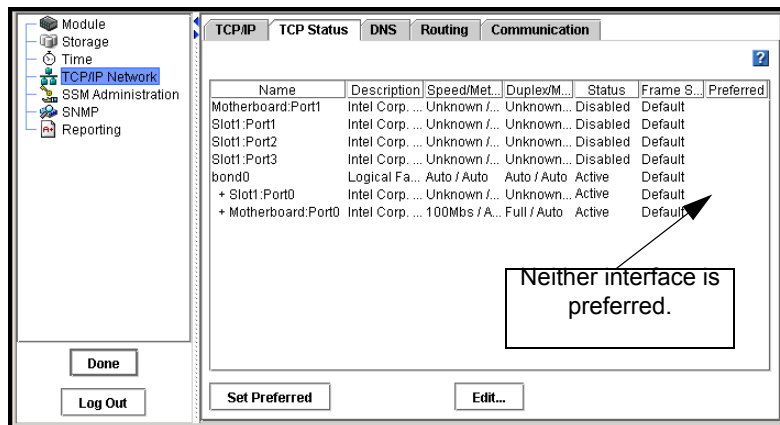 Module
Storage
Time
TCP/IP Network
SSM Administration
SNMP
Reporting
Done
Log Out
TCP/IP TCP Status DNS Routing Communication
?
Name Description Speed/Met... Duplex/M... Status Frame S... Preferred
Motherboard:Port1 Intel Corp. ... Unknown /... Unknown... Disabled Default
Slot1:Port1 Intel Corp. ... Unknown /... Unknown... Disabled Default
Slot1:Port2 Intel Corp. ... Unknown /... Unknown... Disabled Default
Slot1:Port3 Intel Corp. ... Unknown /... Unknown... Disabled Default
bond0 Logical Fa... Auto / Auto Auto / Auto Active Default
+ Slot1:Port0 Intel Corp. ... Unknown /... Unknown... Active Default
+ Motherboard:Port0 Intel Corp. ... 100Mbs / A... Full / Auto Active Default
Neither interface is
preferred.
Set Preferred Edit...